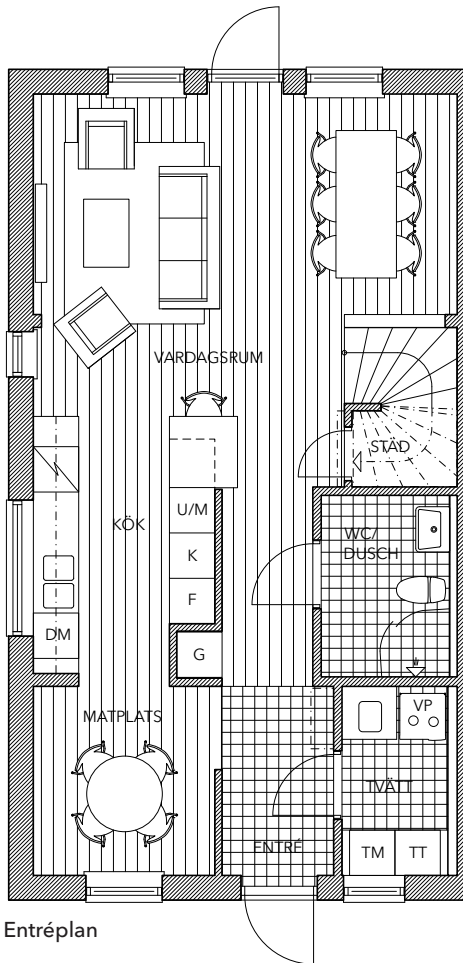 VARDAGSRUM
STÄD
U/M
KÖK
WC/
DUSCH
K
F
DM
G
VP
MATPLATS
TVÄTT
ENTRÉ
TM
TT
Entréplan